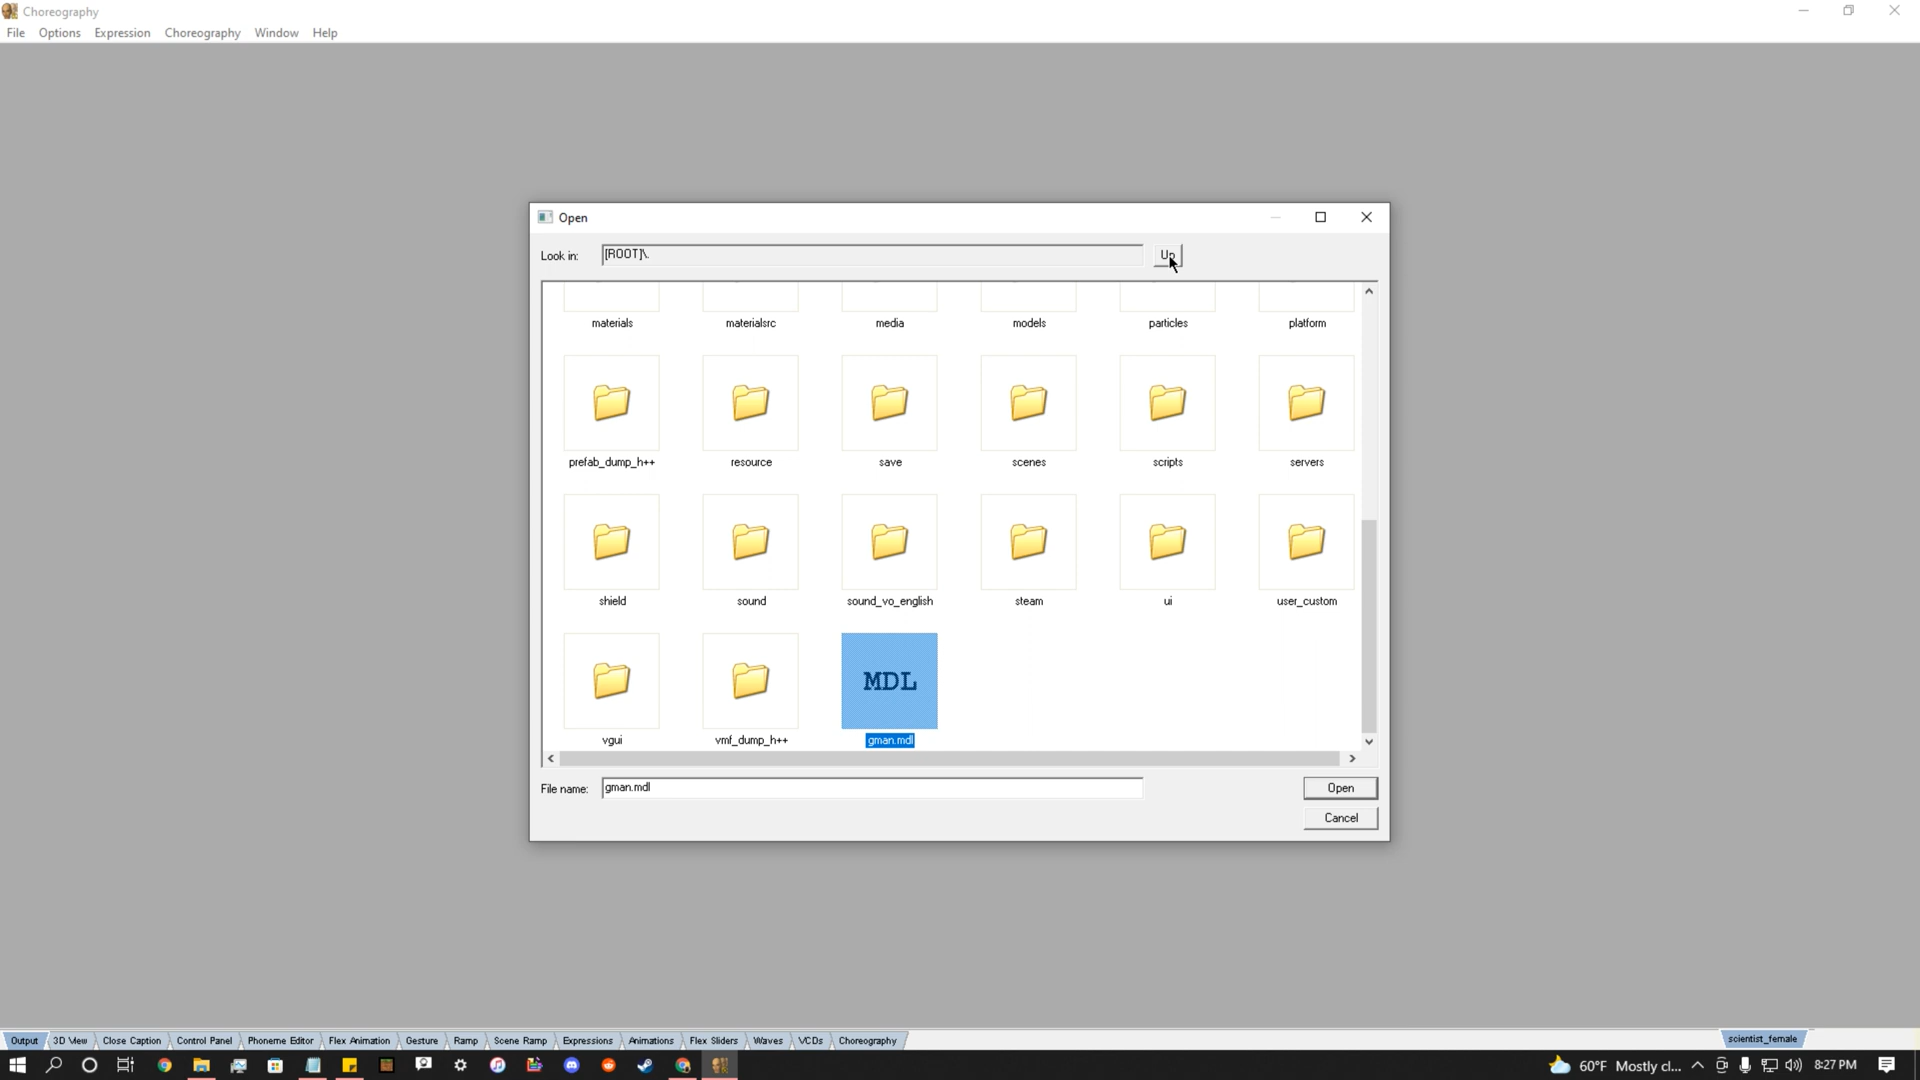 Choreography
File Options Expression Choreography Window Help
Open
Look in: [ROOT]\. Up
materials materialsrc media models particles platform
prefab_dump_h++ resource save scenes scripts servers
shield sound sound_vo_english steam ui user_custom
MDL
vgui vmf_dump_h++ gman.mdl
File name: gman.mdl Open
Cancel
Output 3D View Close Caption Control Panel Phoneme Editor Flex Animation Gesture Ramp Scene Ramp Expressions Animations Flex Sliders Waves VCDs Choreography scientist_female
60°F Mostly cl... 8:27 PM